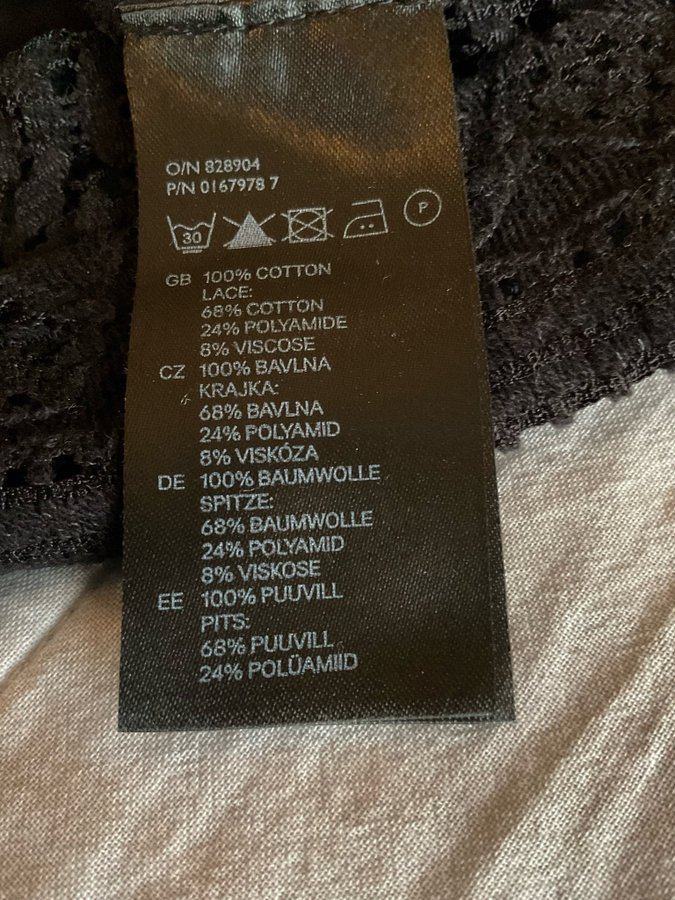 O/N 828904
P/N 0167978 7
30 P
GB 100% COTTON
LACE:
68% COTTON
24% POLYAMIDE
8% VISCOSE
CZ 100% BAVLNA
KRAJKA:
68% BAVLNA
24% POLYAMID
8% VISKÓZA
DE 100% BAUMWOLLE
SPITZE:
68% BAUMWOLLE
24% POLYAMID
8% VISKOSE
EE 100% PUUVILL
PITS:
68% PUUVILL
24% POLÜAMIID